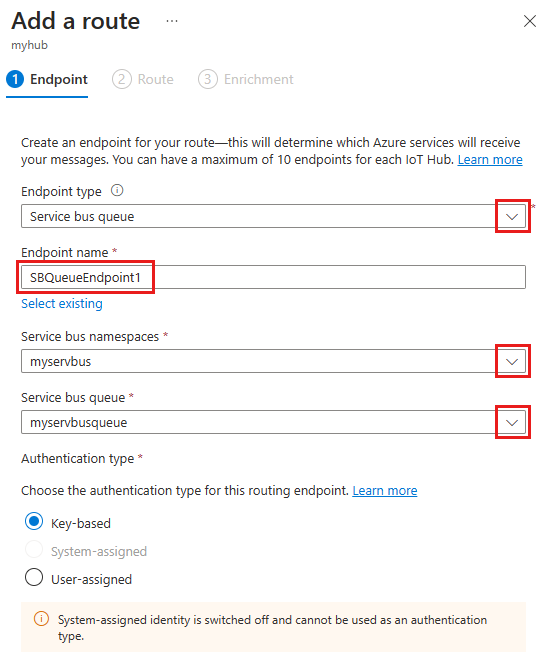 Add a route ...
myhub
1 Endpoint 2 Route 3 Enrichment
Create an endpoint for your route—this will determine which Azure services will receive
your messages. You can have a maximum of 10 endpoints for each IoT Hub. Learn more
Endpoint type
Service bus queue *
Endpoint name *
SBQueueEndpoint1
Select existing
Service bus namespaces *
myservbus
Service bus queue *
myservbusqueue
Authentication type *
Choose the authentication type for this routing endpoint. Learn more
Key-based
System-assigned
User-assigned
System-assigned identity is switched off and cannot be used as an authentication
type.